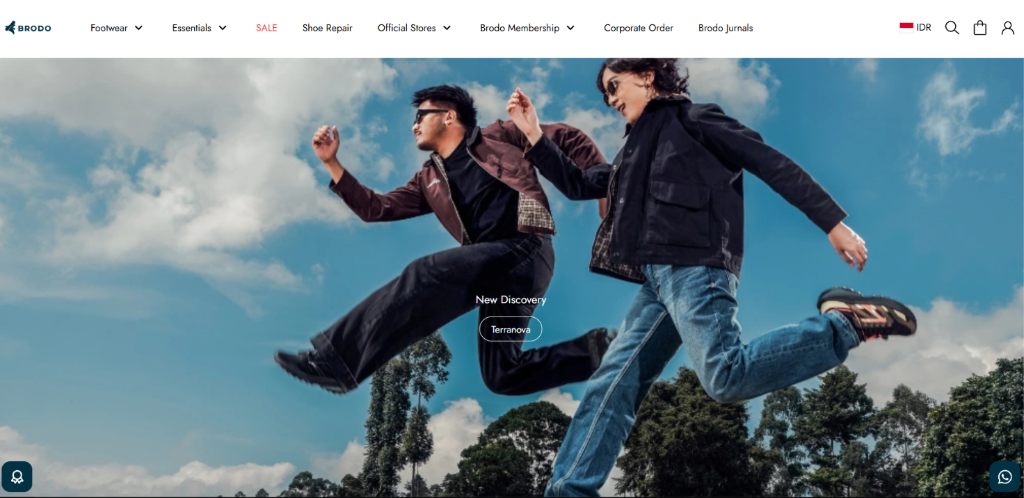 BRODO
Footwear
Essentials
SALE
Shoe Repair
Official Stores
Brodo Membership
Corporate Order
Brodo Jurnals
IDR
New Discovery
Terranova